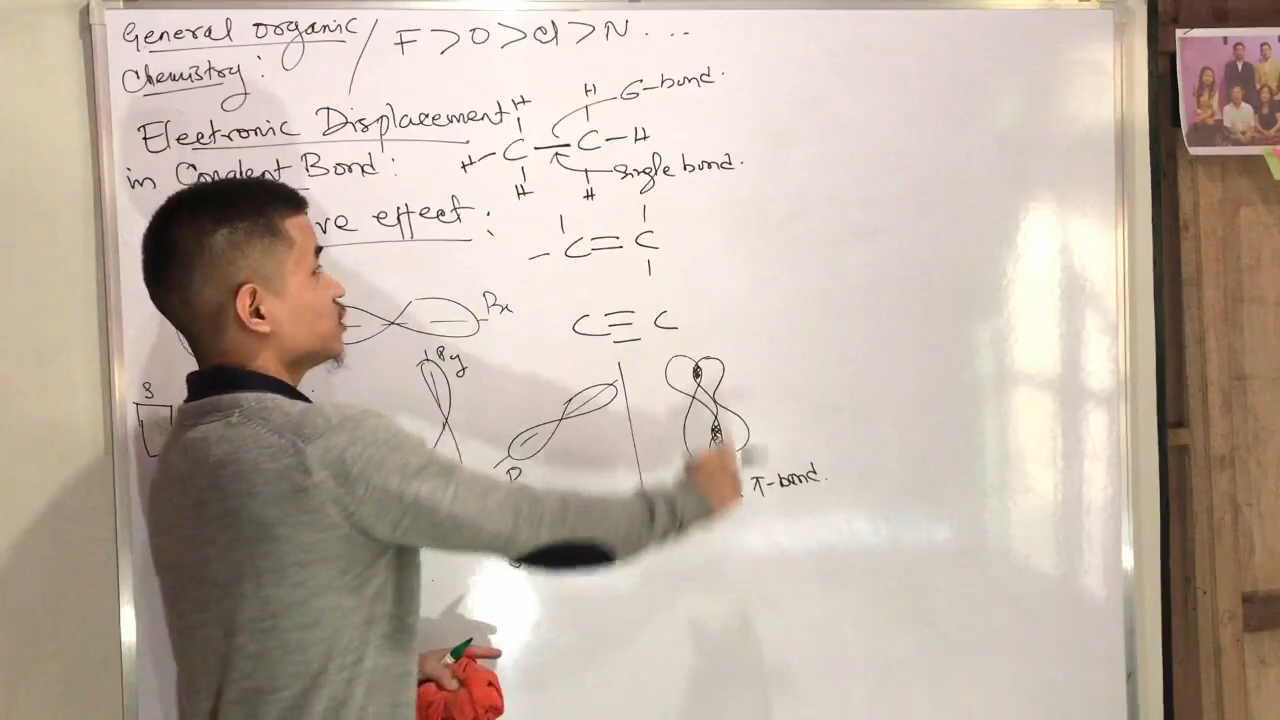 General organic
Chemistry:
/ F > O > Cl > N ...
Electronic Displacement
in Covalent Bond:
ve effect:
H H
H - C - C - H
H H
σ-bond.
single bond.
- C = C
C ≡ C
Px
Py
S
π-bond.